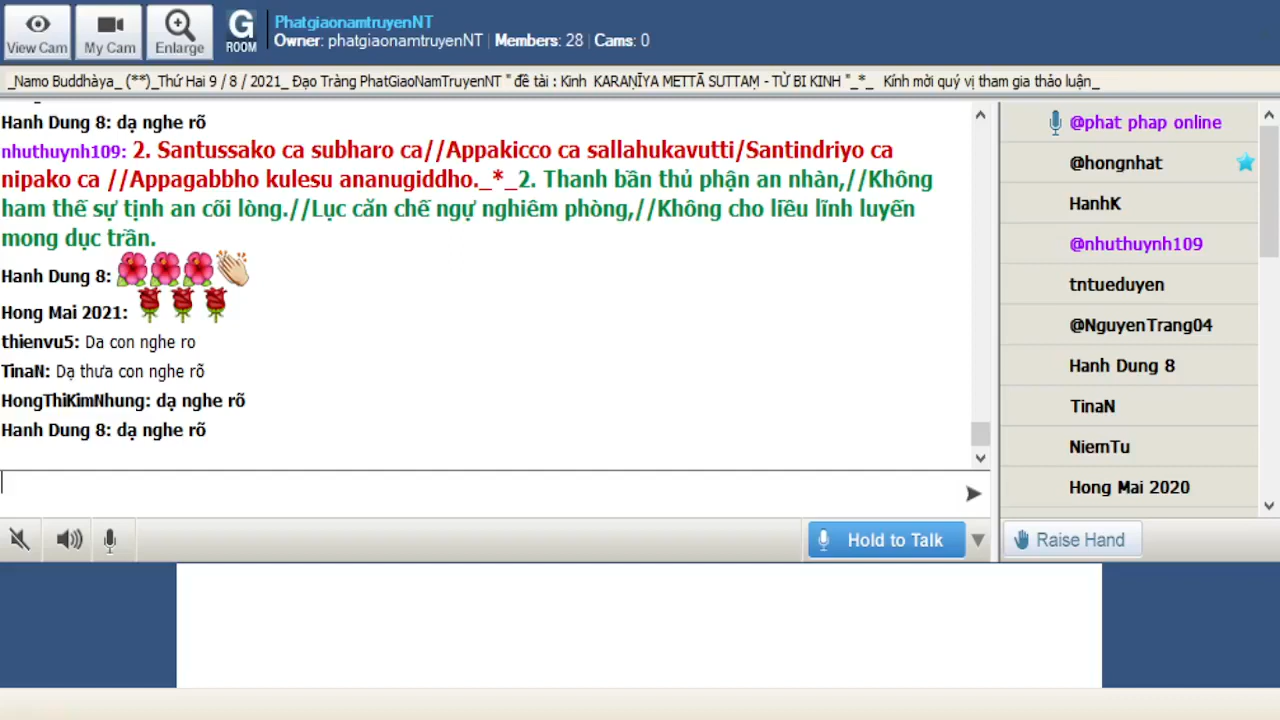 View Cam
My Cam
Enlarge
G
ROOM
PhatgiaonamtruyenNT
Owner: phatgiaonamtruyenNT | Members: 28 | Cams: 0
_Namo Buddhàya_ (**)_Thứ Hai 9 / 8 / 2021_ Đạo Tràng PhatGiaoNamTruyenNT " đề tài : Kinh KARAṆĪYA METTĀ SUTTAṂ - TỪ BI KINH "_*_ Kính mời quý vị tham gia thảo luận_
Hanh Dung 8: dạ nghe rõ
nhuthuynh109: 2. Santussako ca subharo ca//Appakicco ca sallahukavutti/Santindriyo ca
nipako ca //Appagabbho kulesu ananugiddho._*_2. Thanh bần thủ phận an nhàn,//Không
ham thế sự tịnh an cõi lòng.//Lục căn chế ngự nghiêm phòng,//Không cho liều lĩnh luyến
mong dục trần.
Hanh Dung 8:
Hong Mai 2021:
thienvu5: Da con nghe ro
TinaN: Dạ thưa con nghe rõ
HongThiKimNhung: dạ nghe rõ
Hanh Dung 8: dạ nghe rõ
@phat phap online
@hongnhat
HanhK
@nhuthuynh109
tntueduyen
@NguyenTrang04
Hanh Dung 8
TinaN
NiemTu
Hong Mai 2020
Hold to Talk
Raise Hand